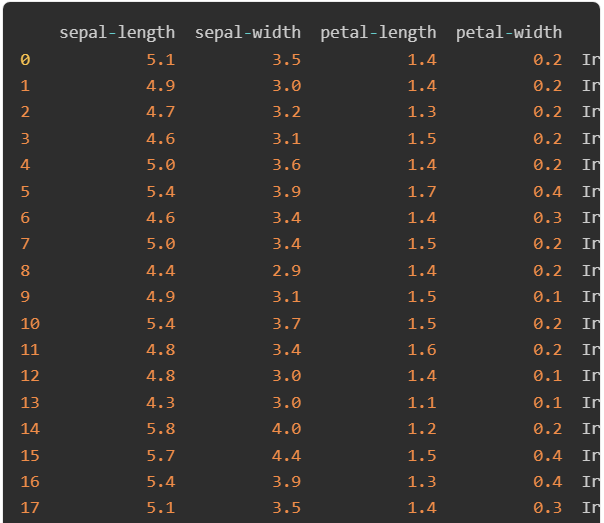 sepal-length sepal-width petal-length petal-width
0 5.1 3.5 1.4 0.2 Ir
1 4.9 3.0 1.4 0.2 Ir
2 4.7 3.2 1.3 0.2 Ir
3 4.6 3.1 1.5 0.2 Ir
4 5.0 3.6 1.4 0.2 Ir
5 5.4 3.9 1.7 0.4 Ir
6 4.6 3.4 1.4 0.3 Ir
7 5.0 3.4 1.5 0.2 Ir
8 4.4 2.9 1.4 0.2 Ir
9 4.9 3.1 1.5 0.1 Ir
10 5.4 3.7 1.5 0.2 Ir
11 4.8 3.4 1.6 0.2 Ir
12 4.8 3.0 1.4 0.1 Ir
13 4.3 3.0 1.1 0.1 Ir
14 5.8 4.0 1.2 0.2 Ir
15 5.7 4.4 1.5 0.4 Ir
16 5.4 3.9 1.3 0.4 Ir
17 5.1 3.5 1.4 0.3 Ir